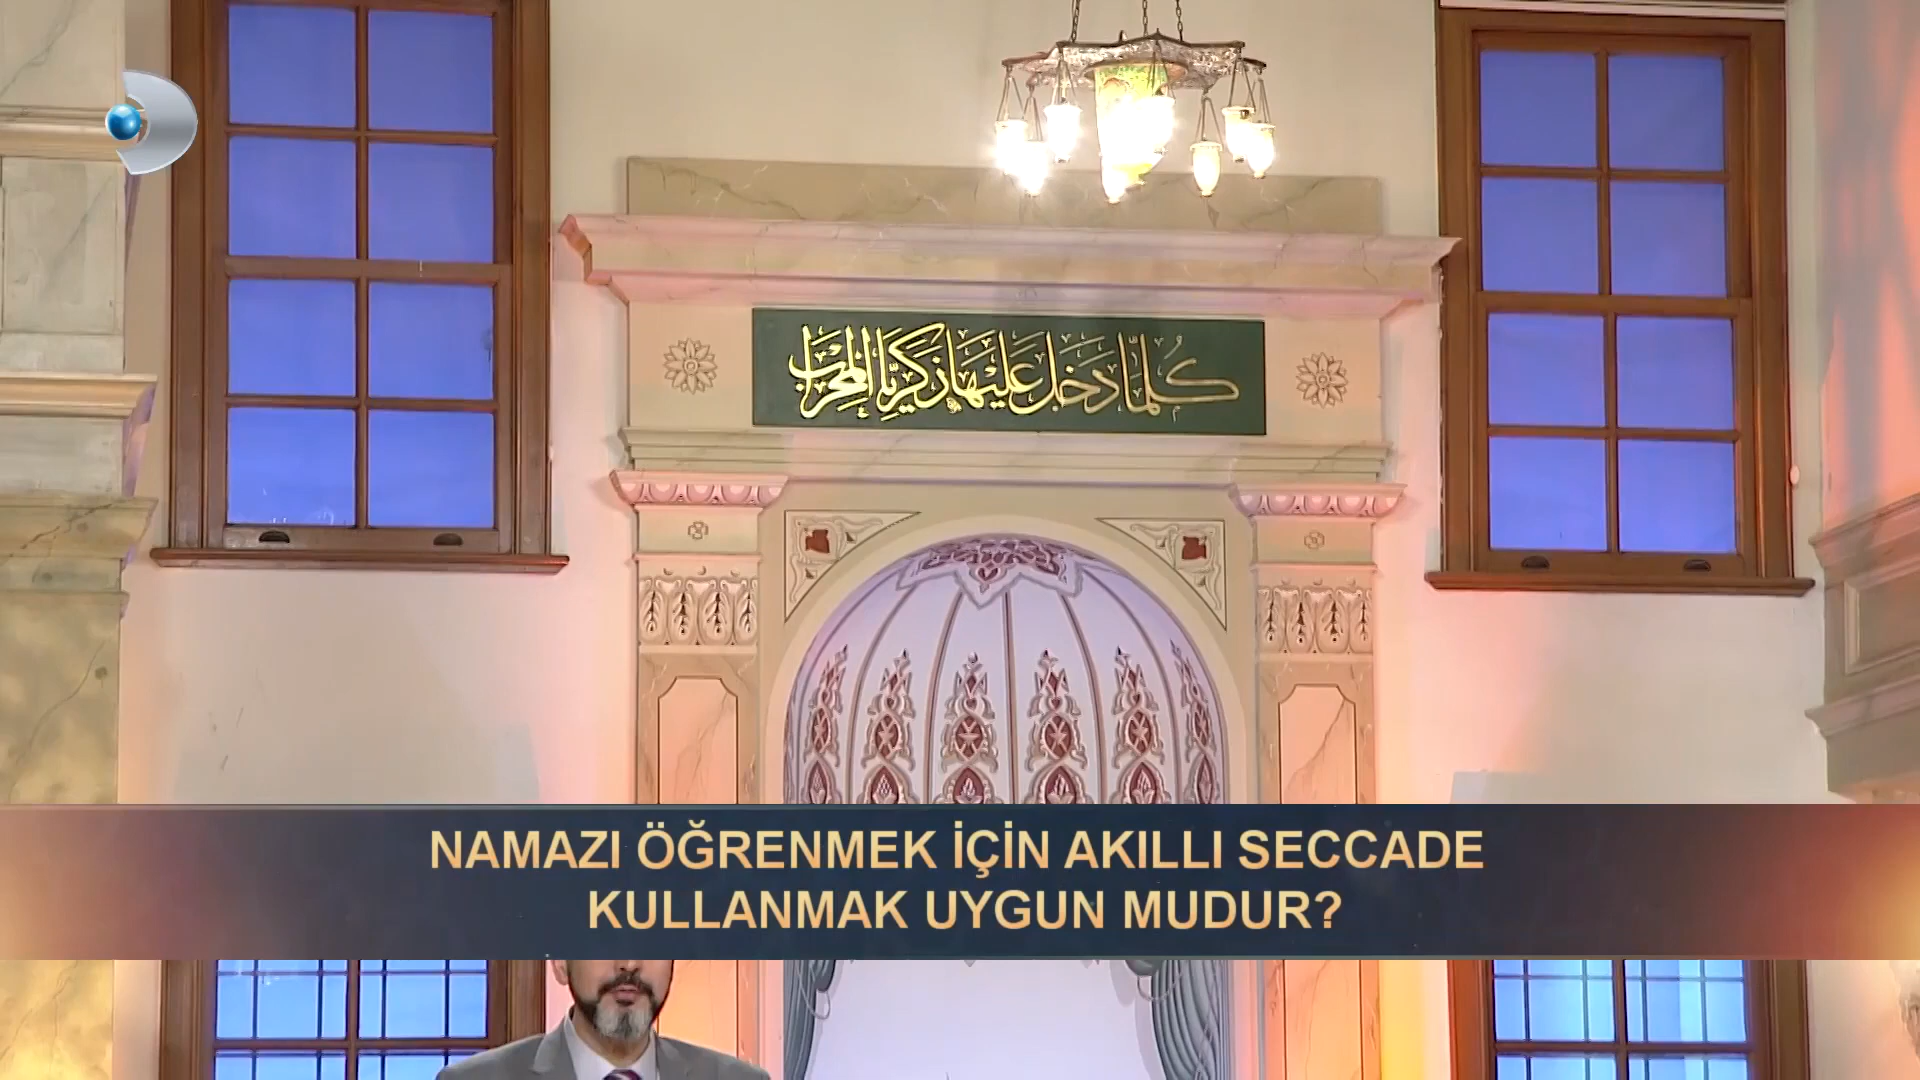 كلما دخل عليها زكريا المحراب
NAMAZI ÖĞRENMEK İÇİN AKILLI SECCADE
KULLANMAK UYGUN MUDUR?